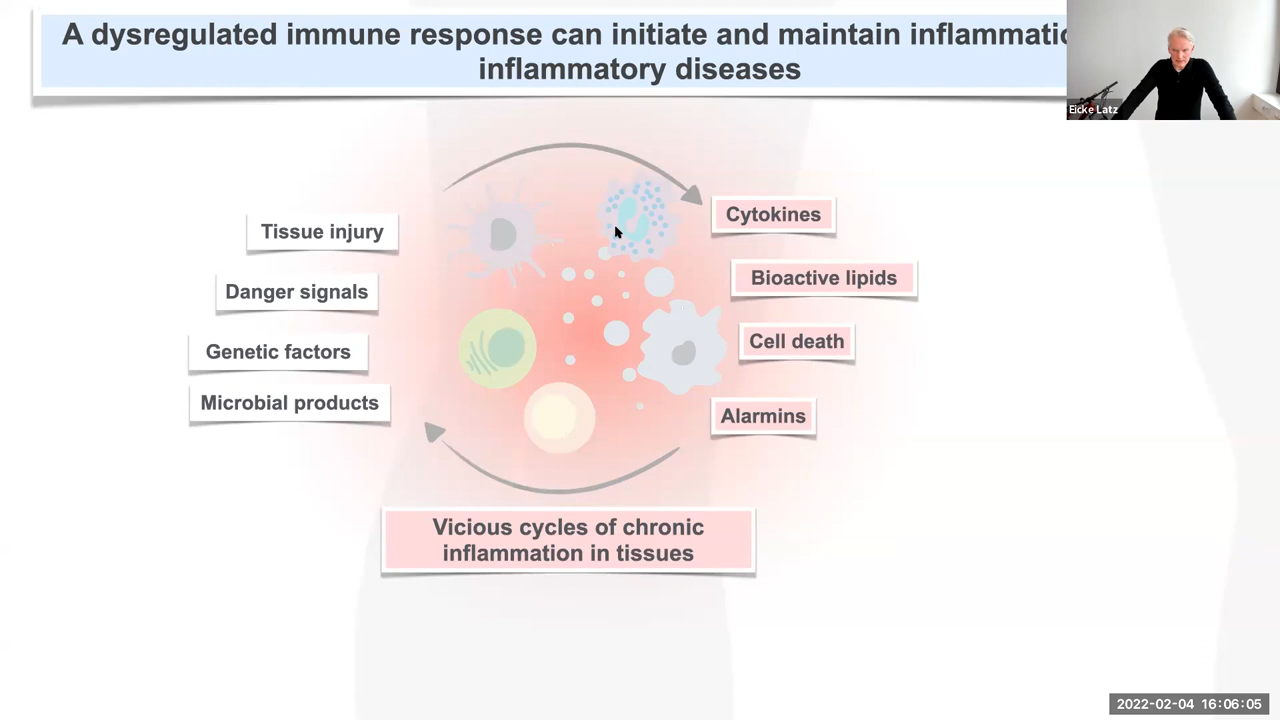 A dysregulated immune response can initiate and maintain
inflammatory diseases
Eicke Latz
Tissue injury
Danger signals
Genetic factors
Microbial products
Cytokines
Bioactive lipids
Cell death
Alarmins
Vicious cycles of chronic
inflammation in tissues
2022-02-04 16:06:05